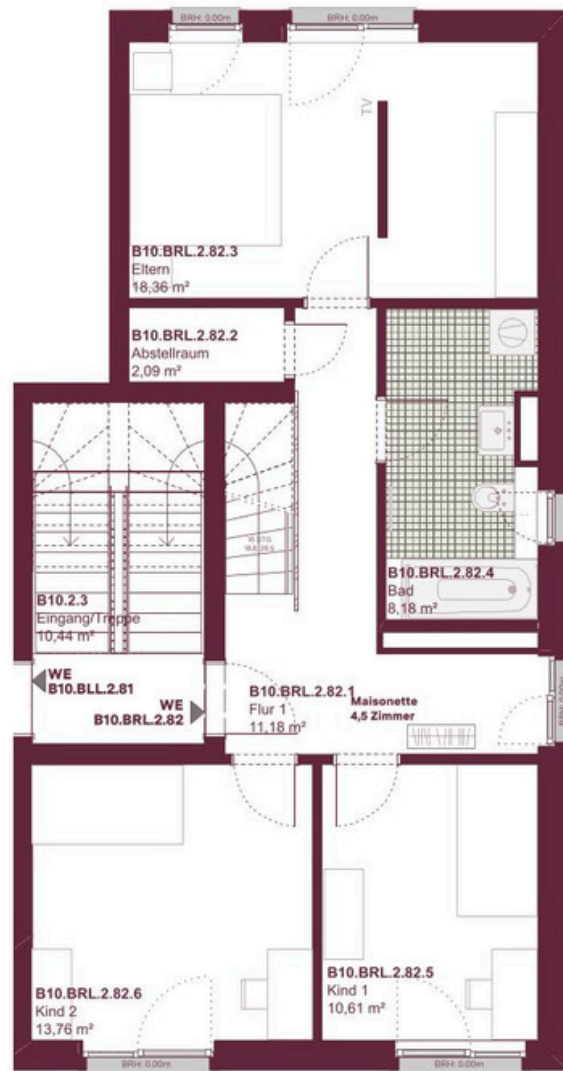 BRH: 0.00m
BRH: 0.00m
TV
B10.BRL.2.82.3
Eltern
18,36 m²
B10.BRL.2.82.2
Abstellraum
2,09 m²
B10.BRL.2.82.4
Bad
8,18 m²
B10.2.3
Eingang/Treppe
10,44 m²
WE
B10.BLL.2.81
WE
B10.BRL.2.82
B10.BRL.2.82.1
Flur 1
11,18 m²
Maisonette
4,5 Zimmer
BRH: 0.00m
B10.BRL.2.82.6
Kind 2
13,76 m²
B10.BRL.2.82.5
Kind 1
10,61 m²
BRH: 0.00m
BRH: 0.00m